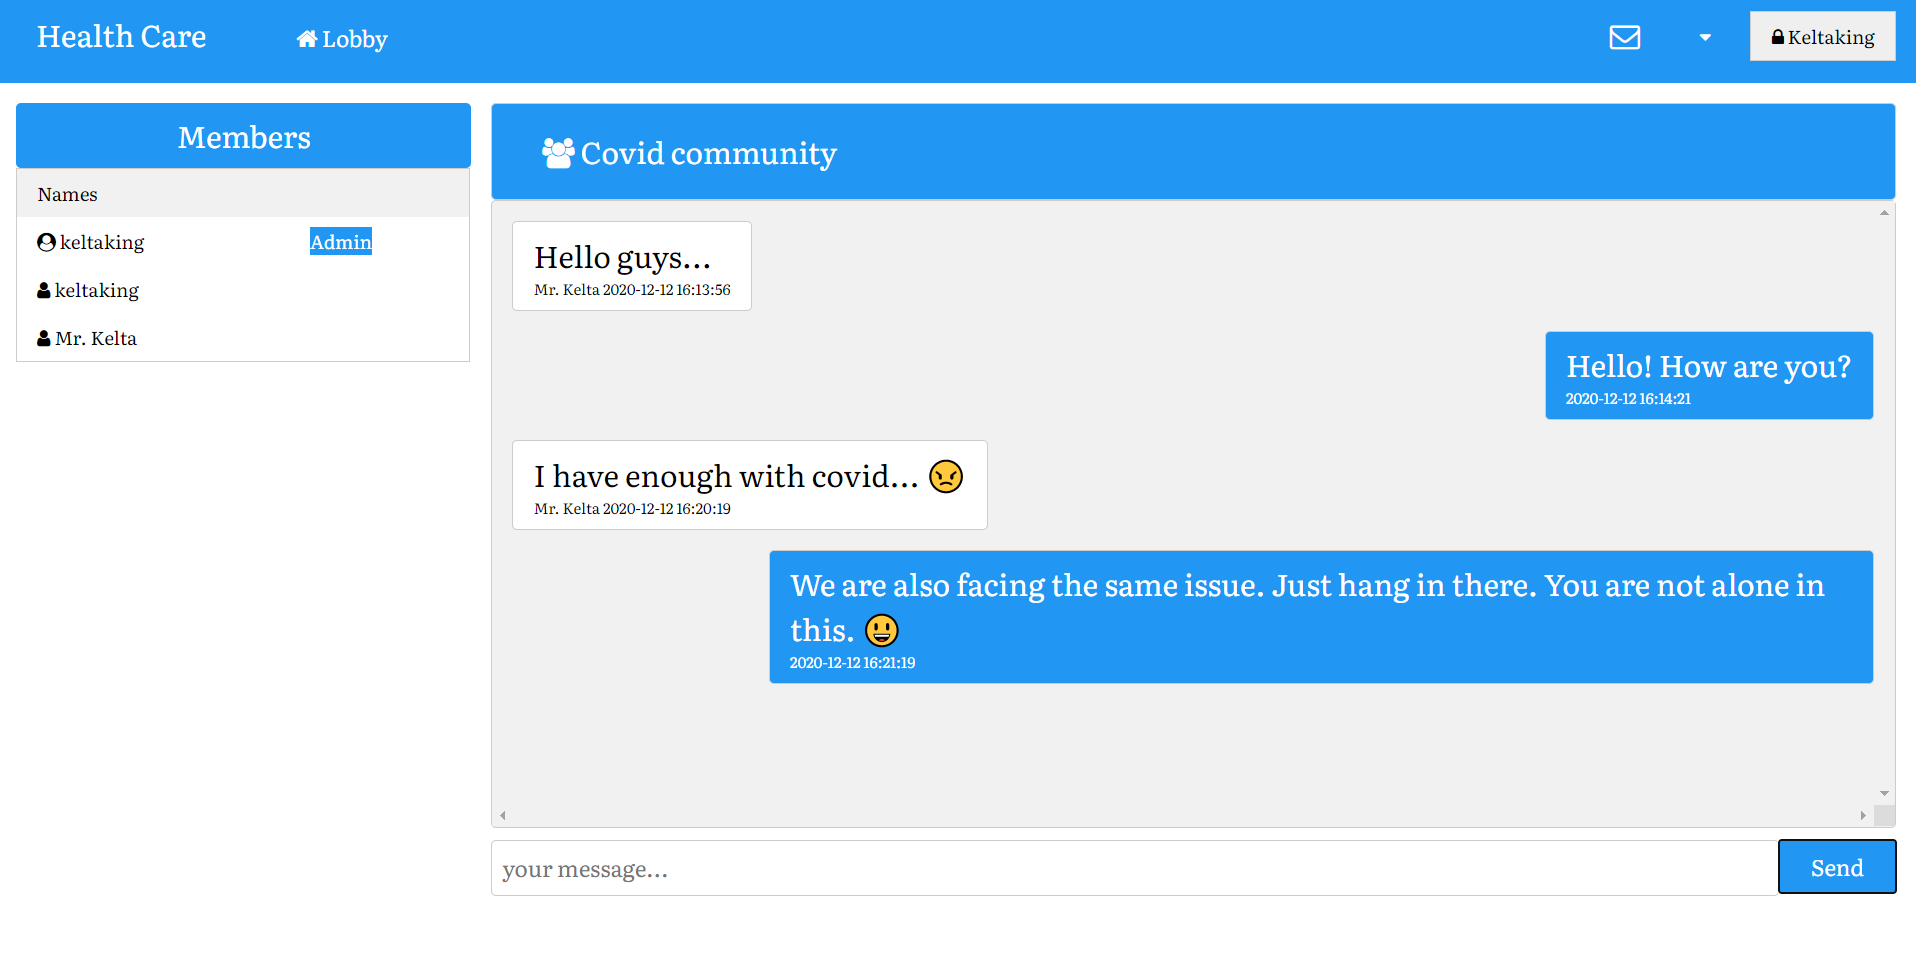 Health Care
Lobby
Keltaking
Members
Names
keltaking Admin
keltaking
Mr. Kelta
Covid community
Hello guys...
Mr. Kelta 2020-12-12 16:13:56
Hello! How are you?
2020-12-12 16:14:21
I have enough with covid... 😠
Mr. Kelta 2020-12-12 16:20:19
We are also facing the same issue. Just hang in there. You are not alone in
this. 😃
2020-12-12 16:21:19
your message...
Send